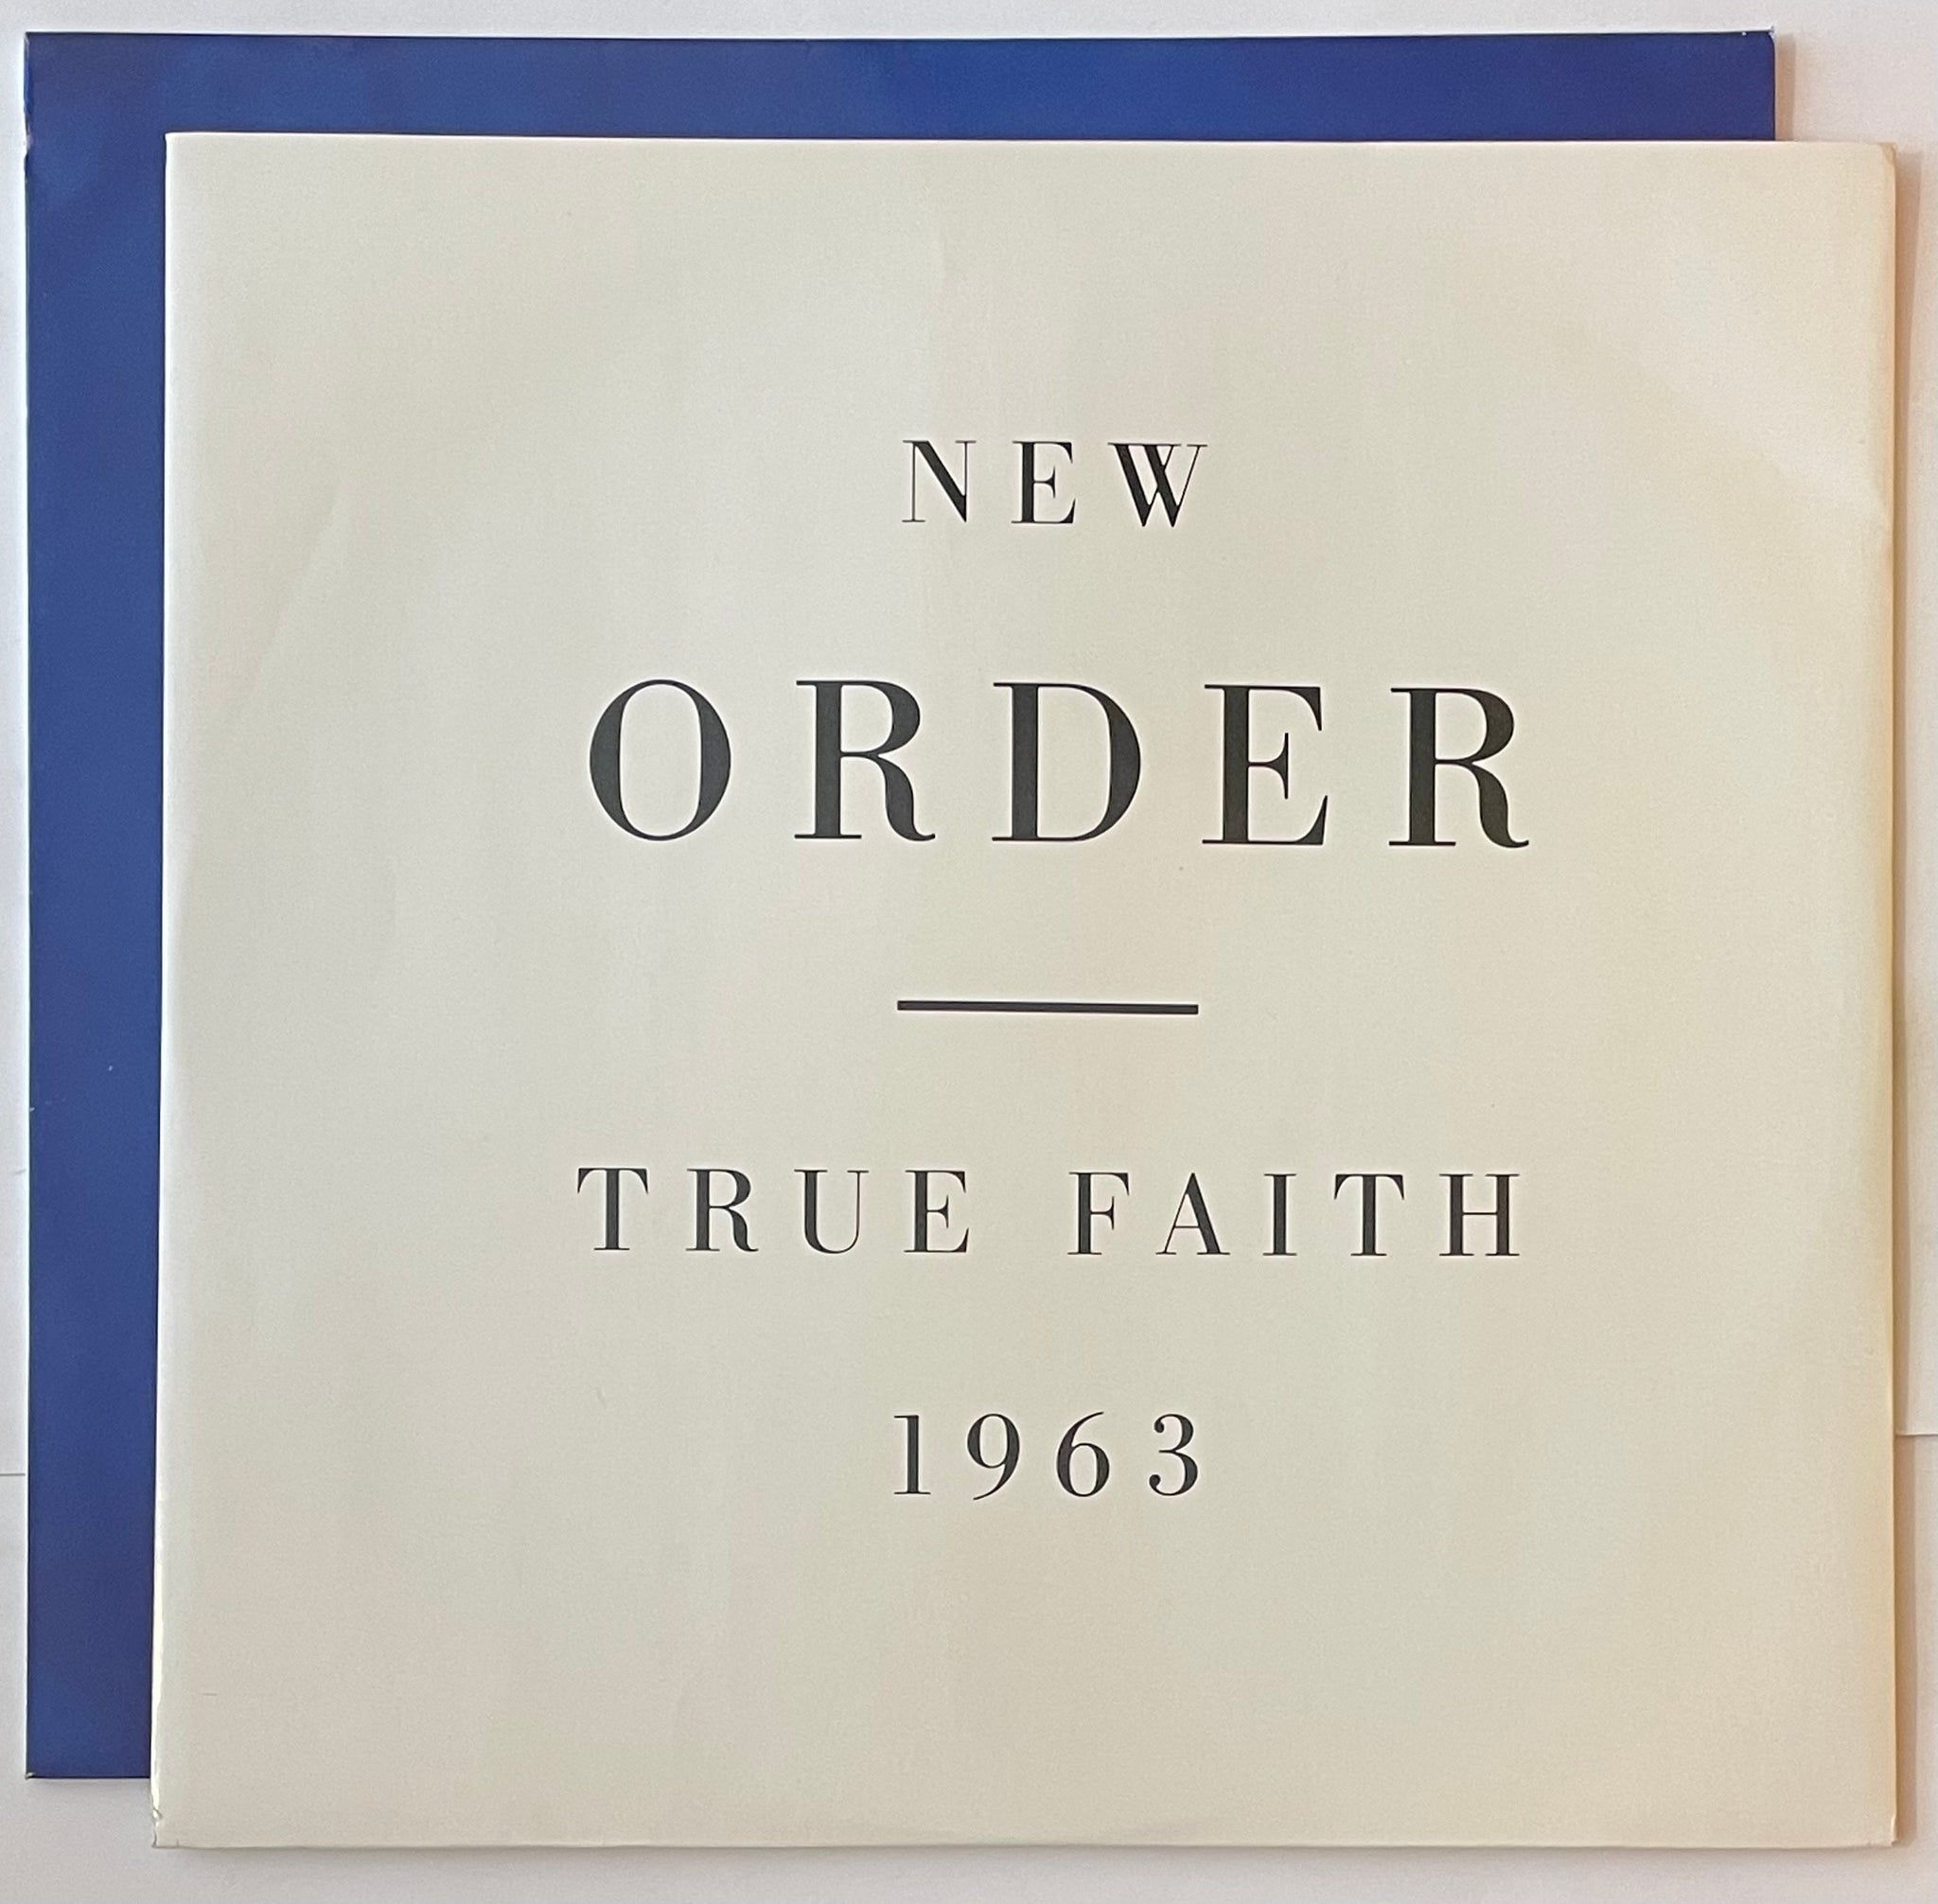 NEW
ORDER
TRUE FAITH
1963